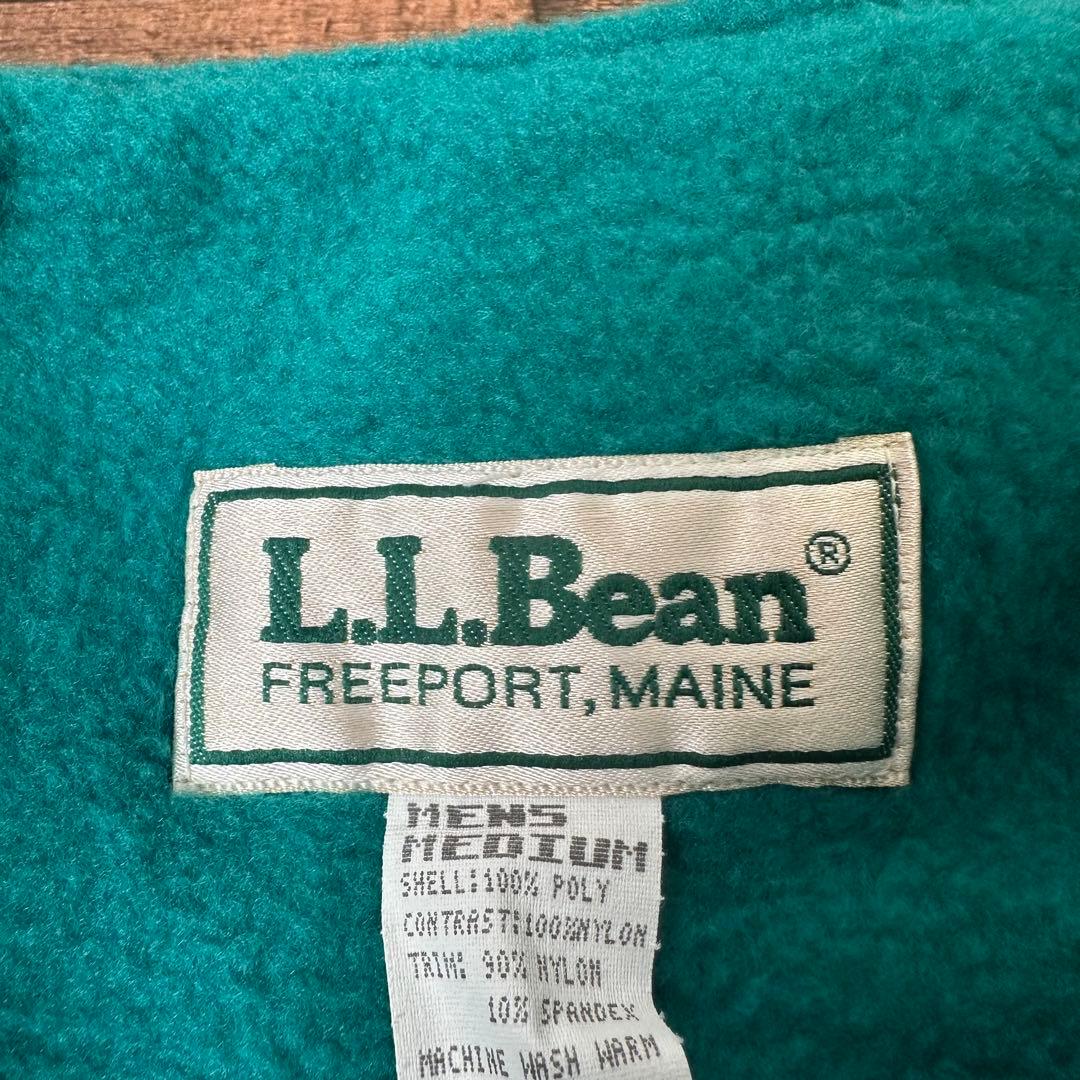 L.L.Bean®
FREEPORT, MAINE
MENS
MEDIUM
SHELL:100% POLY
CONTRAST:100%NYLON
TRIM: 90% NYLON
10% SPANDEX
MACHINE WASH WARM